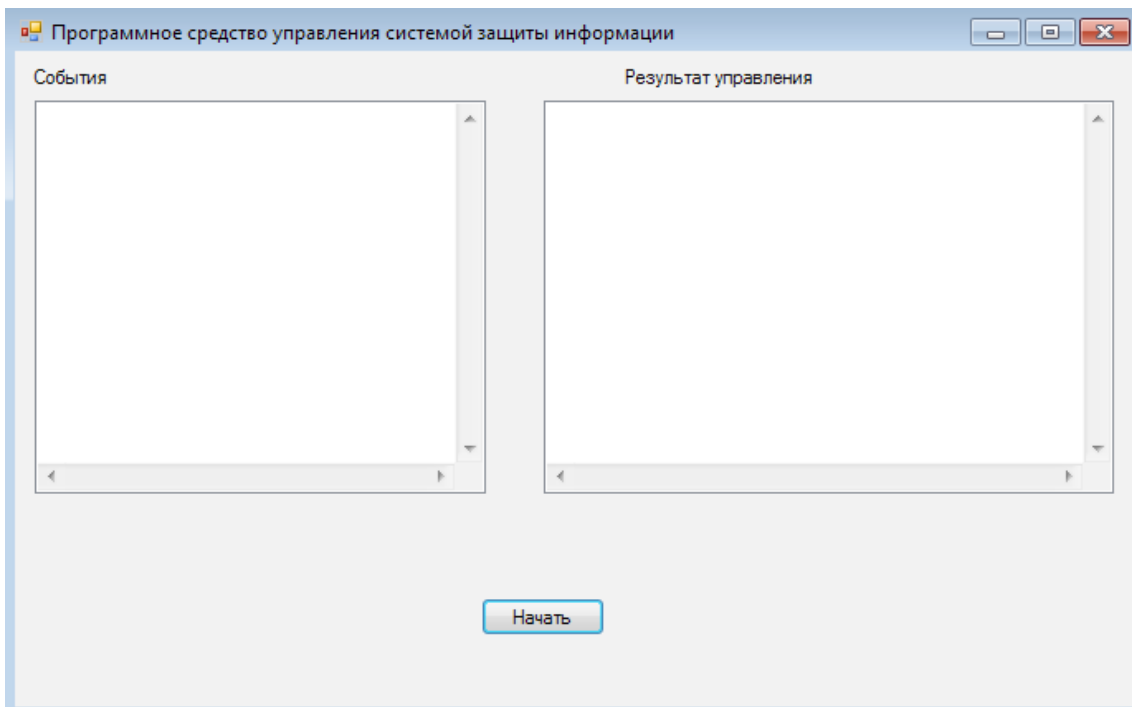 Программное средство управления системой защиты информации
События
Результат управления
Начать